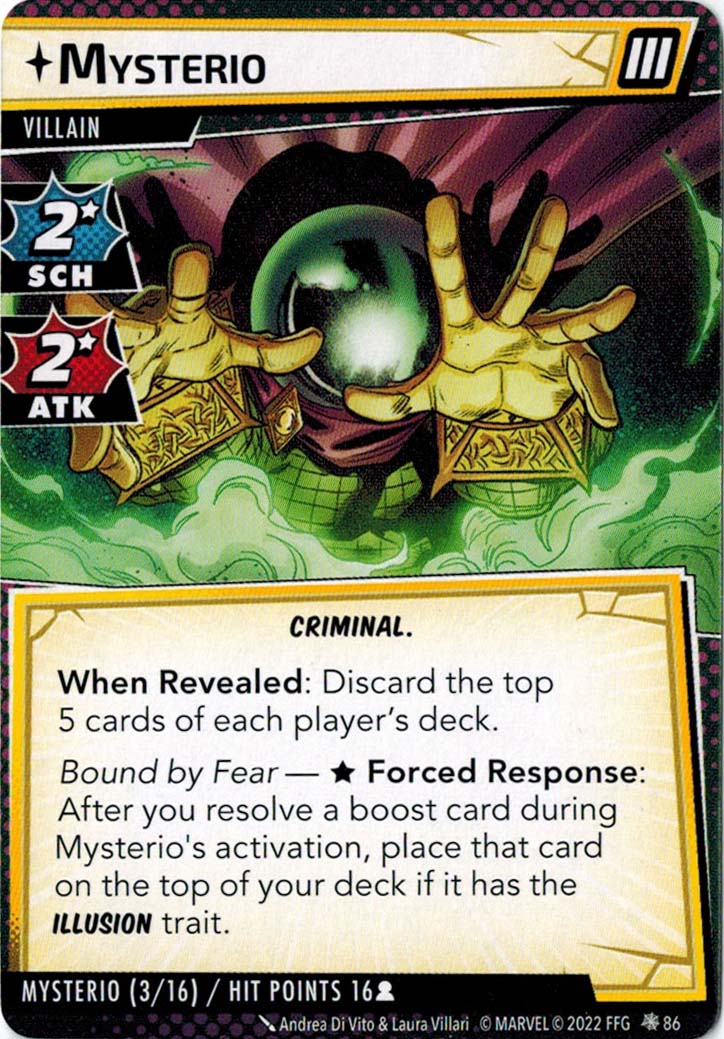 MYSTERIO
III
VILLAIN
2
SCH
2
ATK
CRIMINAL.
When Revealed: Discard the top
5 cards of each player's deck.
Bound by Fear — ★ Forced Response:
After you resolve a boost card during
Mysterio's activation, place that card
on the top of your deck if it has the
ILLUSION trait.
MYSTERIO (3/16) / HIT POINTS 16
Andrea Di Vito & Laura Villari © MARVEL © 2022 FFG 86